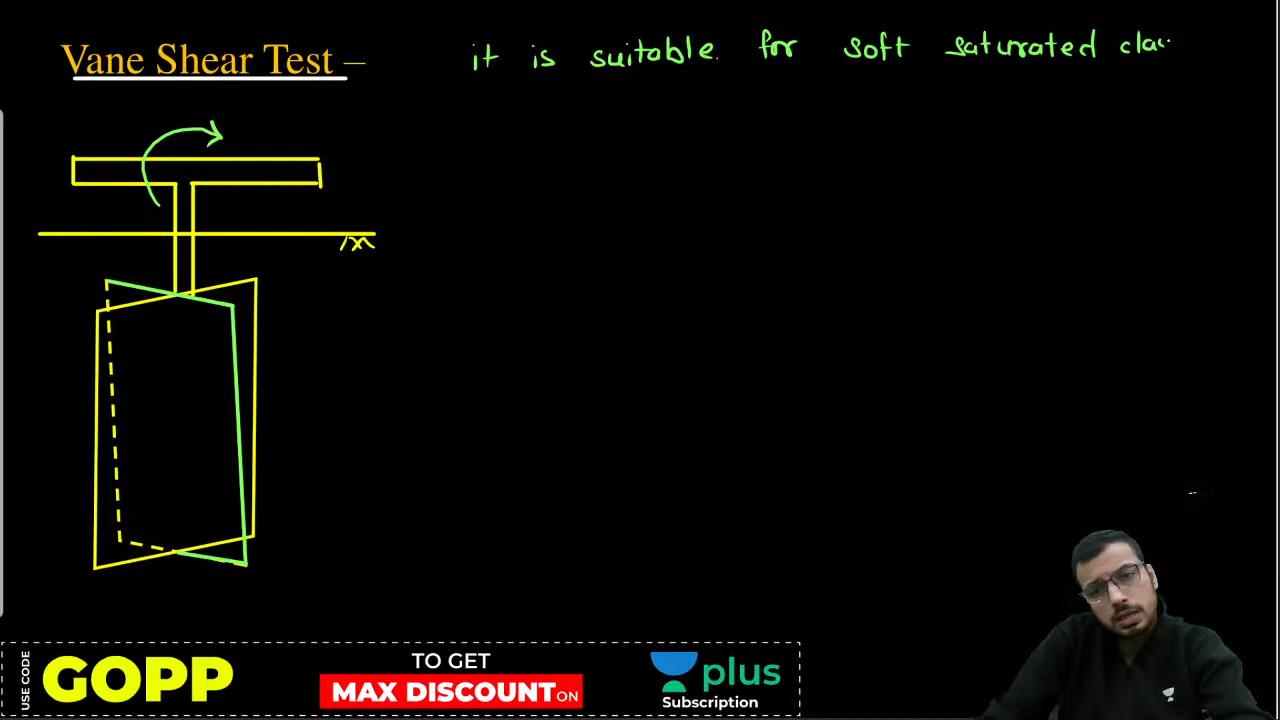 Vane Shear Test –
it is suitable for soft saturated cla
USE CODE
GOPP
TO GET
MAX DISCOUNT ON
plus
Subscription